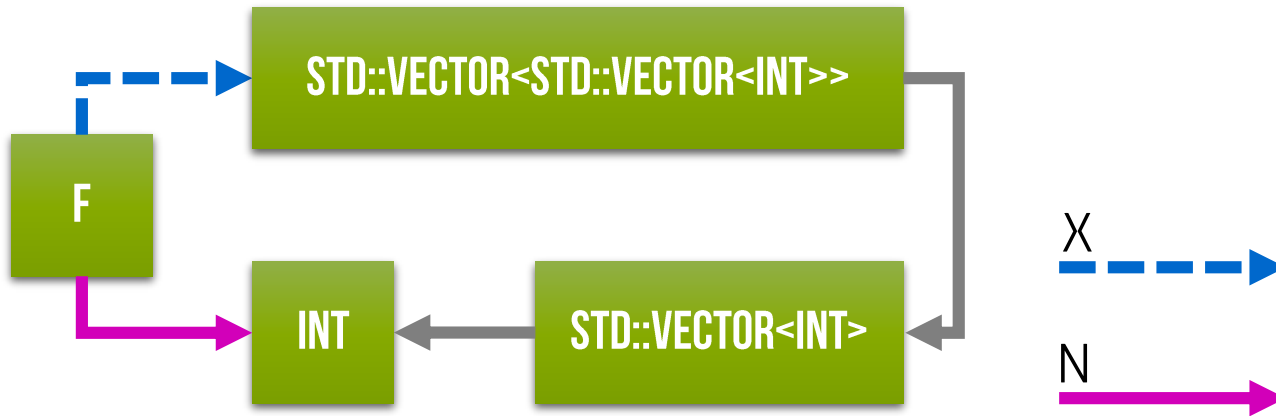 STD::VECTOR<STD::VECTOR<INT>>
F
X
INT
STD::VECTOR<INT>
N